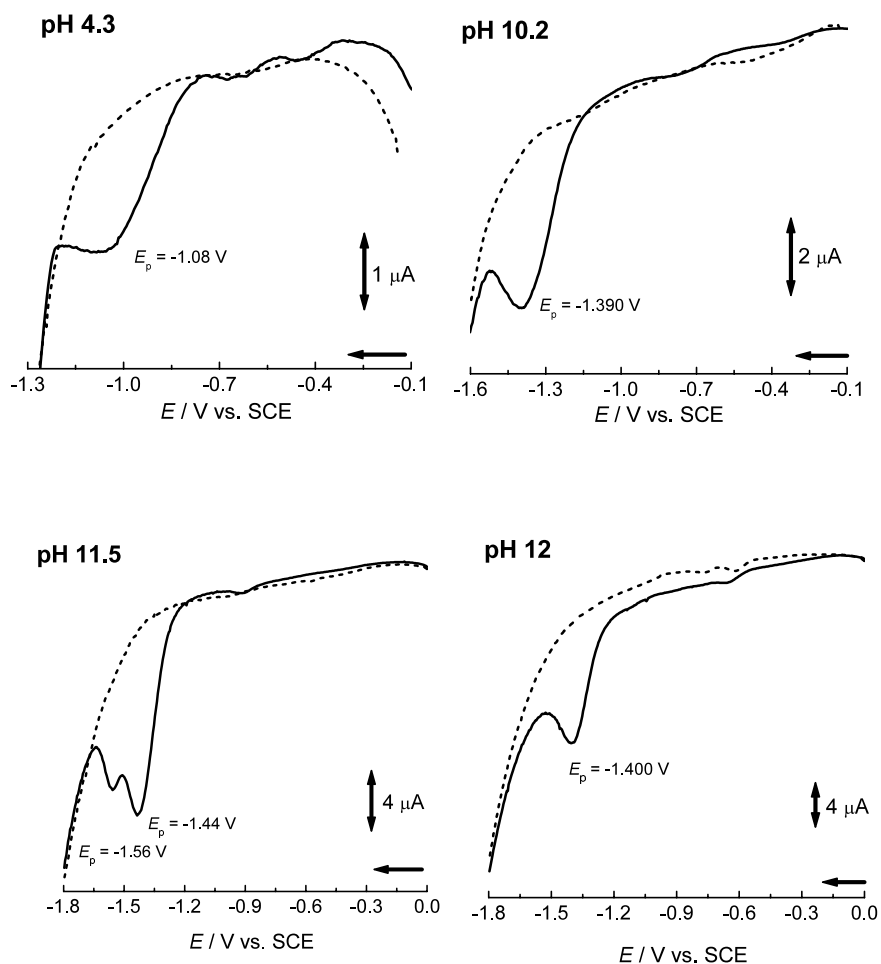 pH 4.3
E_p = -1.08 V
1 μA
-1.3 -1.0 -0.7 -0.4 -0.1
E / V vs. SCE
pH 10.2
E_p = -1.390 V
2 μA
-1.6 -1.3 -1.0 -0.7 -0.4 -0.1
E / V vs. SCE
pH 11.5
E_p = -1.44 V
E_p = -1.56 V
4 μA
-1.8 -1.5 -1.2 -0.9 -0.6 -0.3 0.0
E / V vs. SCE
pH 12
E_p = -1.400 V
4 μA
-1.8 -1.5 -1.2 -0.9 -0.6 -0.3 0.0
E / V vs. SCE